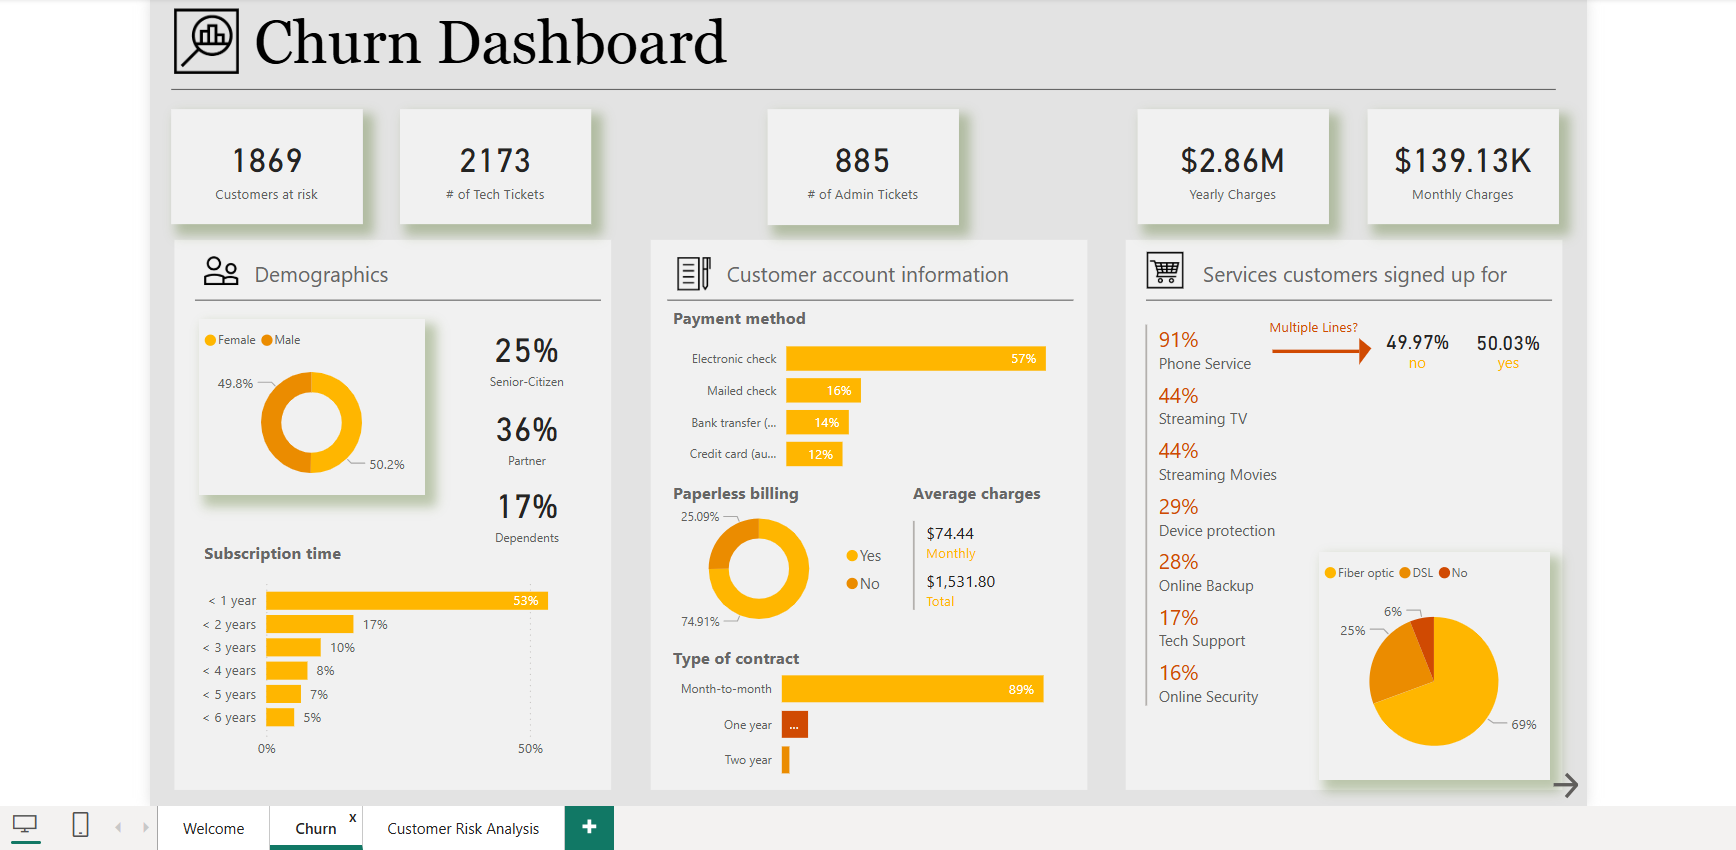 Churn Dashboard
1869
Customers at risk
2173
# of Tech Tickets
885
# of Admin Tickets
$2.86M
Yearly Charges
$139.13K
Monthly Charges
Demographics
Female Male
49.8%
50.2%
25%
Senior-Citizen
36%
Partner
17%
Dependents
Subscription time
< 1 year 53%
< 2 years 17%
< 3 years 10%
< 4 years 8%
< 5 years 7%
< 6 years 5%
0% 50%
Customer account information
Payment method
Electronic check 57%
Mailed check 16%
Bank transfer (... 14%
Credit card (au... 12%
Paperless billing
25.09%
74.91%
Yes
No
Average charges
$74.44
Monthly
$1,531.80
Total
Type of contract
Month-to-month 89%
One year ...
Two year
Services customers signed up for
91%
Phone Service
Multiple Lines?
49.97%
no
50.03%
yes
44%
Streaming TV
44%
Streaming Movies
29%
Device protection
28%
Online Backup
17%
Tech Support
16%
Online Security
Fiber optic DSL No
6%
25%
69%
Welcome
Churn x
Customer Risk Analysis
+